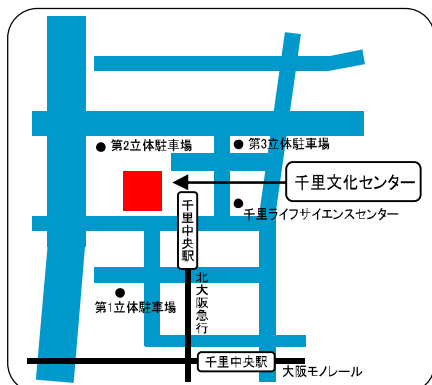 第2立体駐車場
第3立体駐車場
千里文化センター
千里中央駅
千里ライフサイエンスセンター
北大阪急行
第1立体駐車場
千里中央駅
大阪モノレール